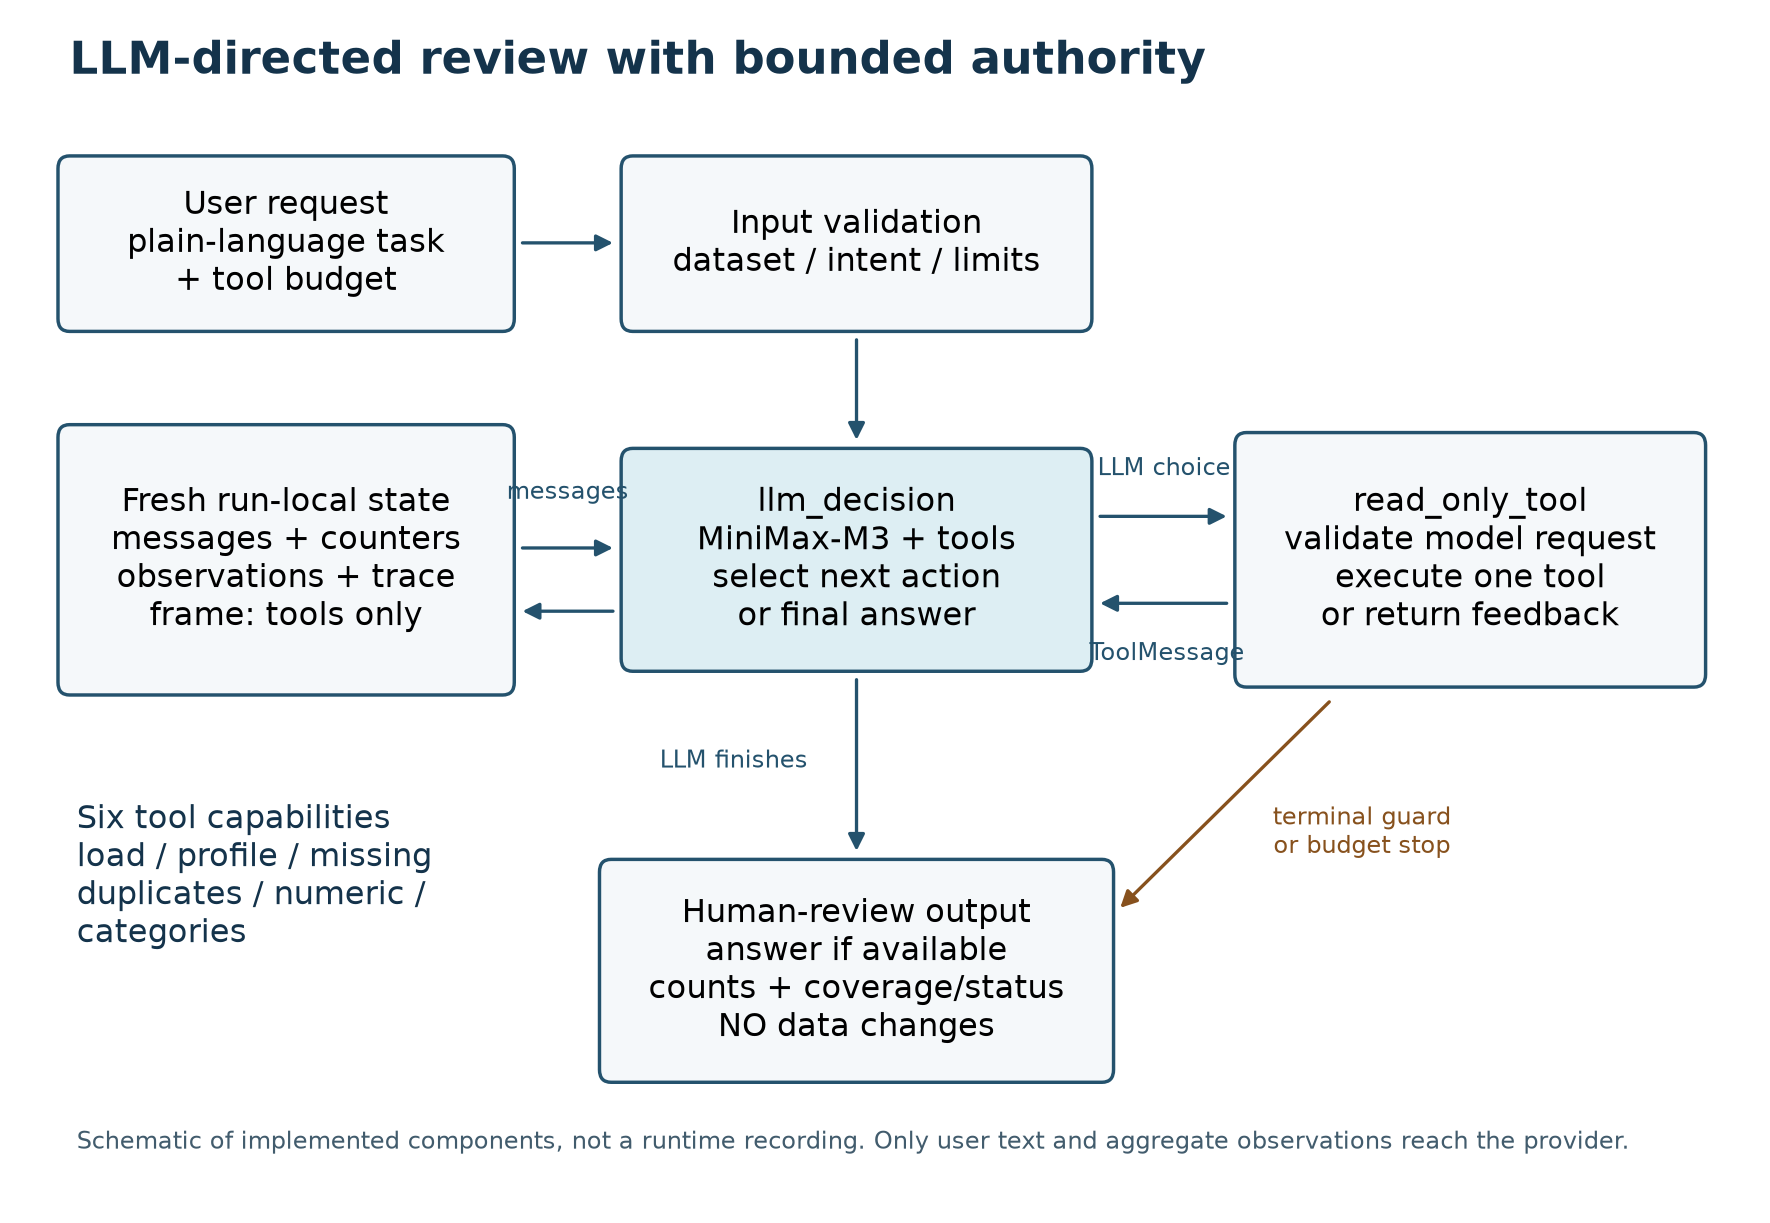 LLM-directed review with bounded authority
User request
plain-language task
+ tool budget
Input validation
dataset / intent / limits
Fresh run-local state
messages + counters
observations + trace
frame: tools only
messages
llm_decision
MiniMax-M3 + tools
select next action
or final answer
LLM choice
ToolMessage
read_only_tool
validate model request
execute one tool
or return feedback
LLM finishes
terminal guard
or budget stop
Six tool capabilities
load / profile / missing
duplicates / numeric /
categories
Human-review output
answer if available
counts + coverage/status
NO data changes
Schematic of implemented components, not a runtime recording. Only user text and aggregate observations reach the provider.